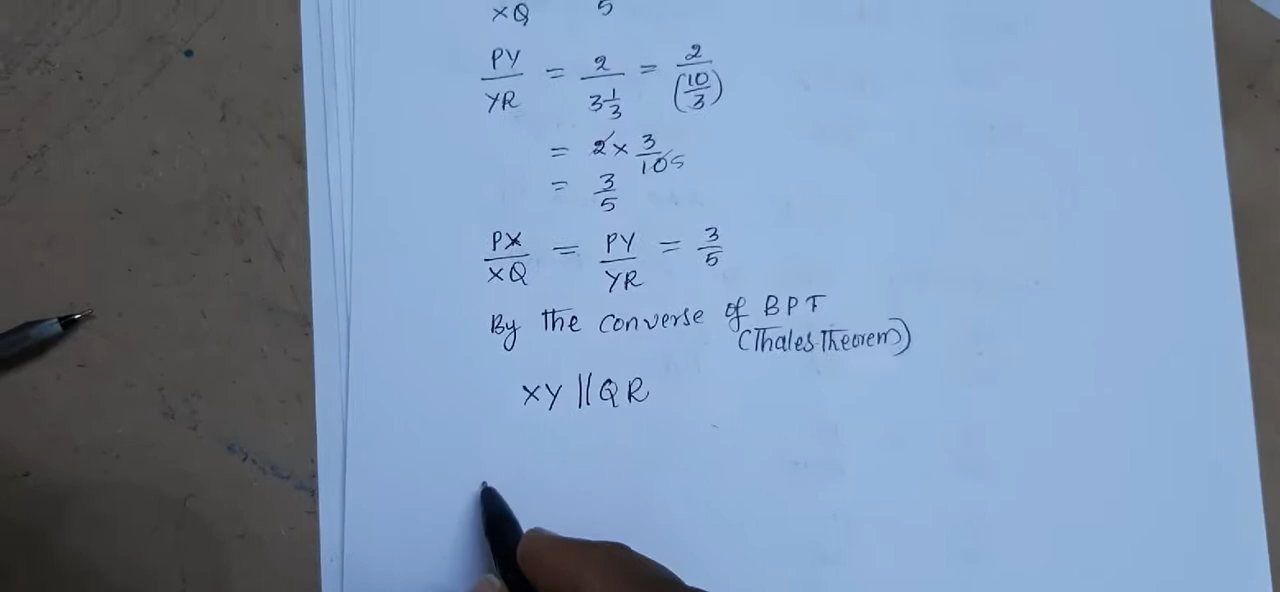 XQ 5
PY/YR = 2/3 1/3 = 2/(10/3)
= 2 × 3/10 5
= 3/5
PX/XQ = PY/YR = 3/5
By the converse of BPT
(Thales Theorem)
XY || QR